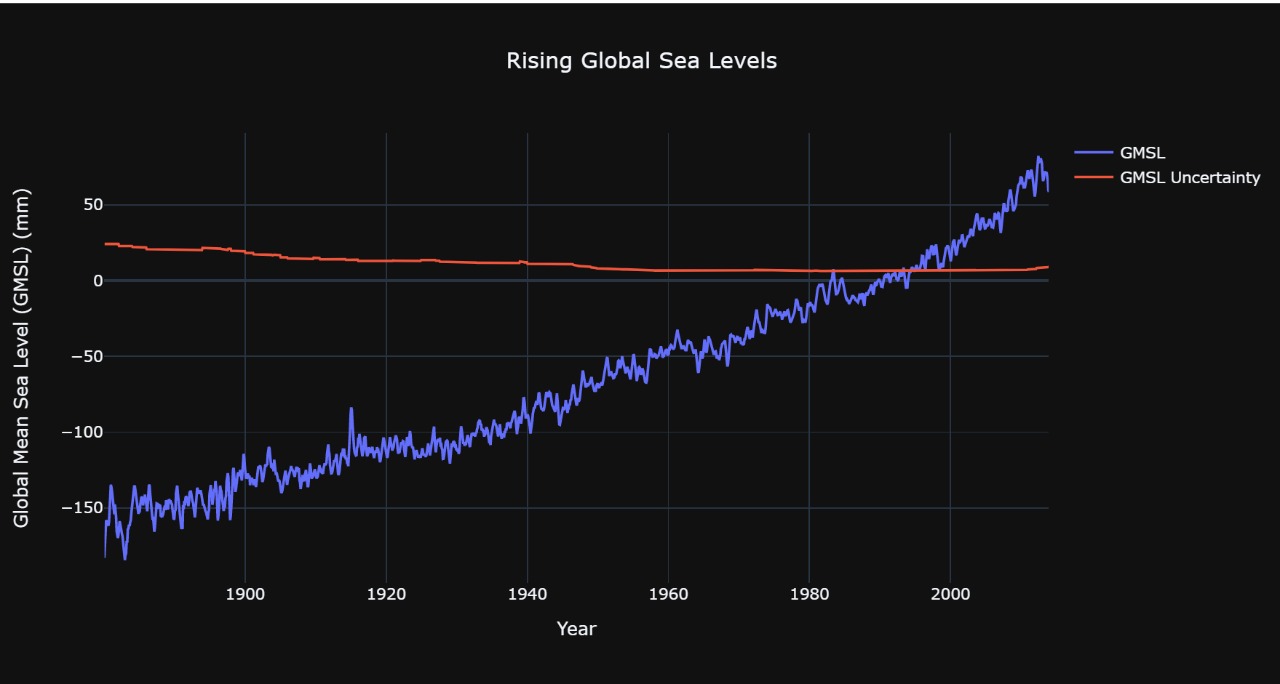 Rising Global Sea Levels
GMSL
GMSL Uncertainty
Global Mean Sea Level (GMSL) (mm)
50
0
−50
−100
−150
1900 1920 1940 1960 1980 2000
Year